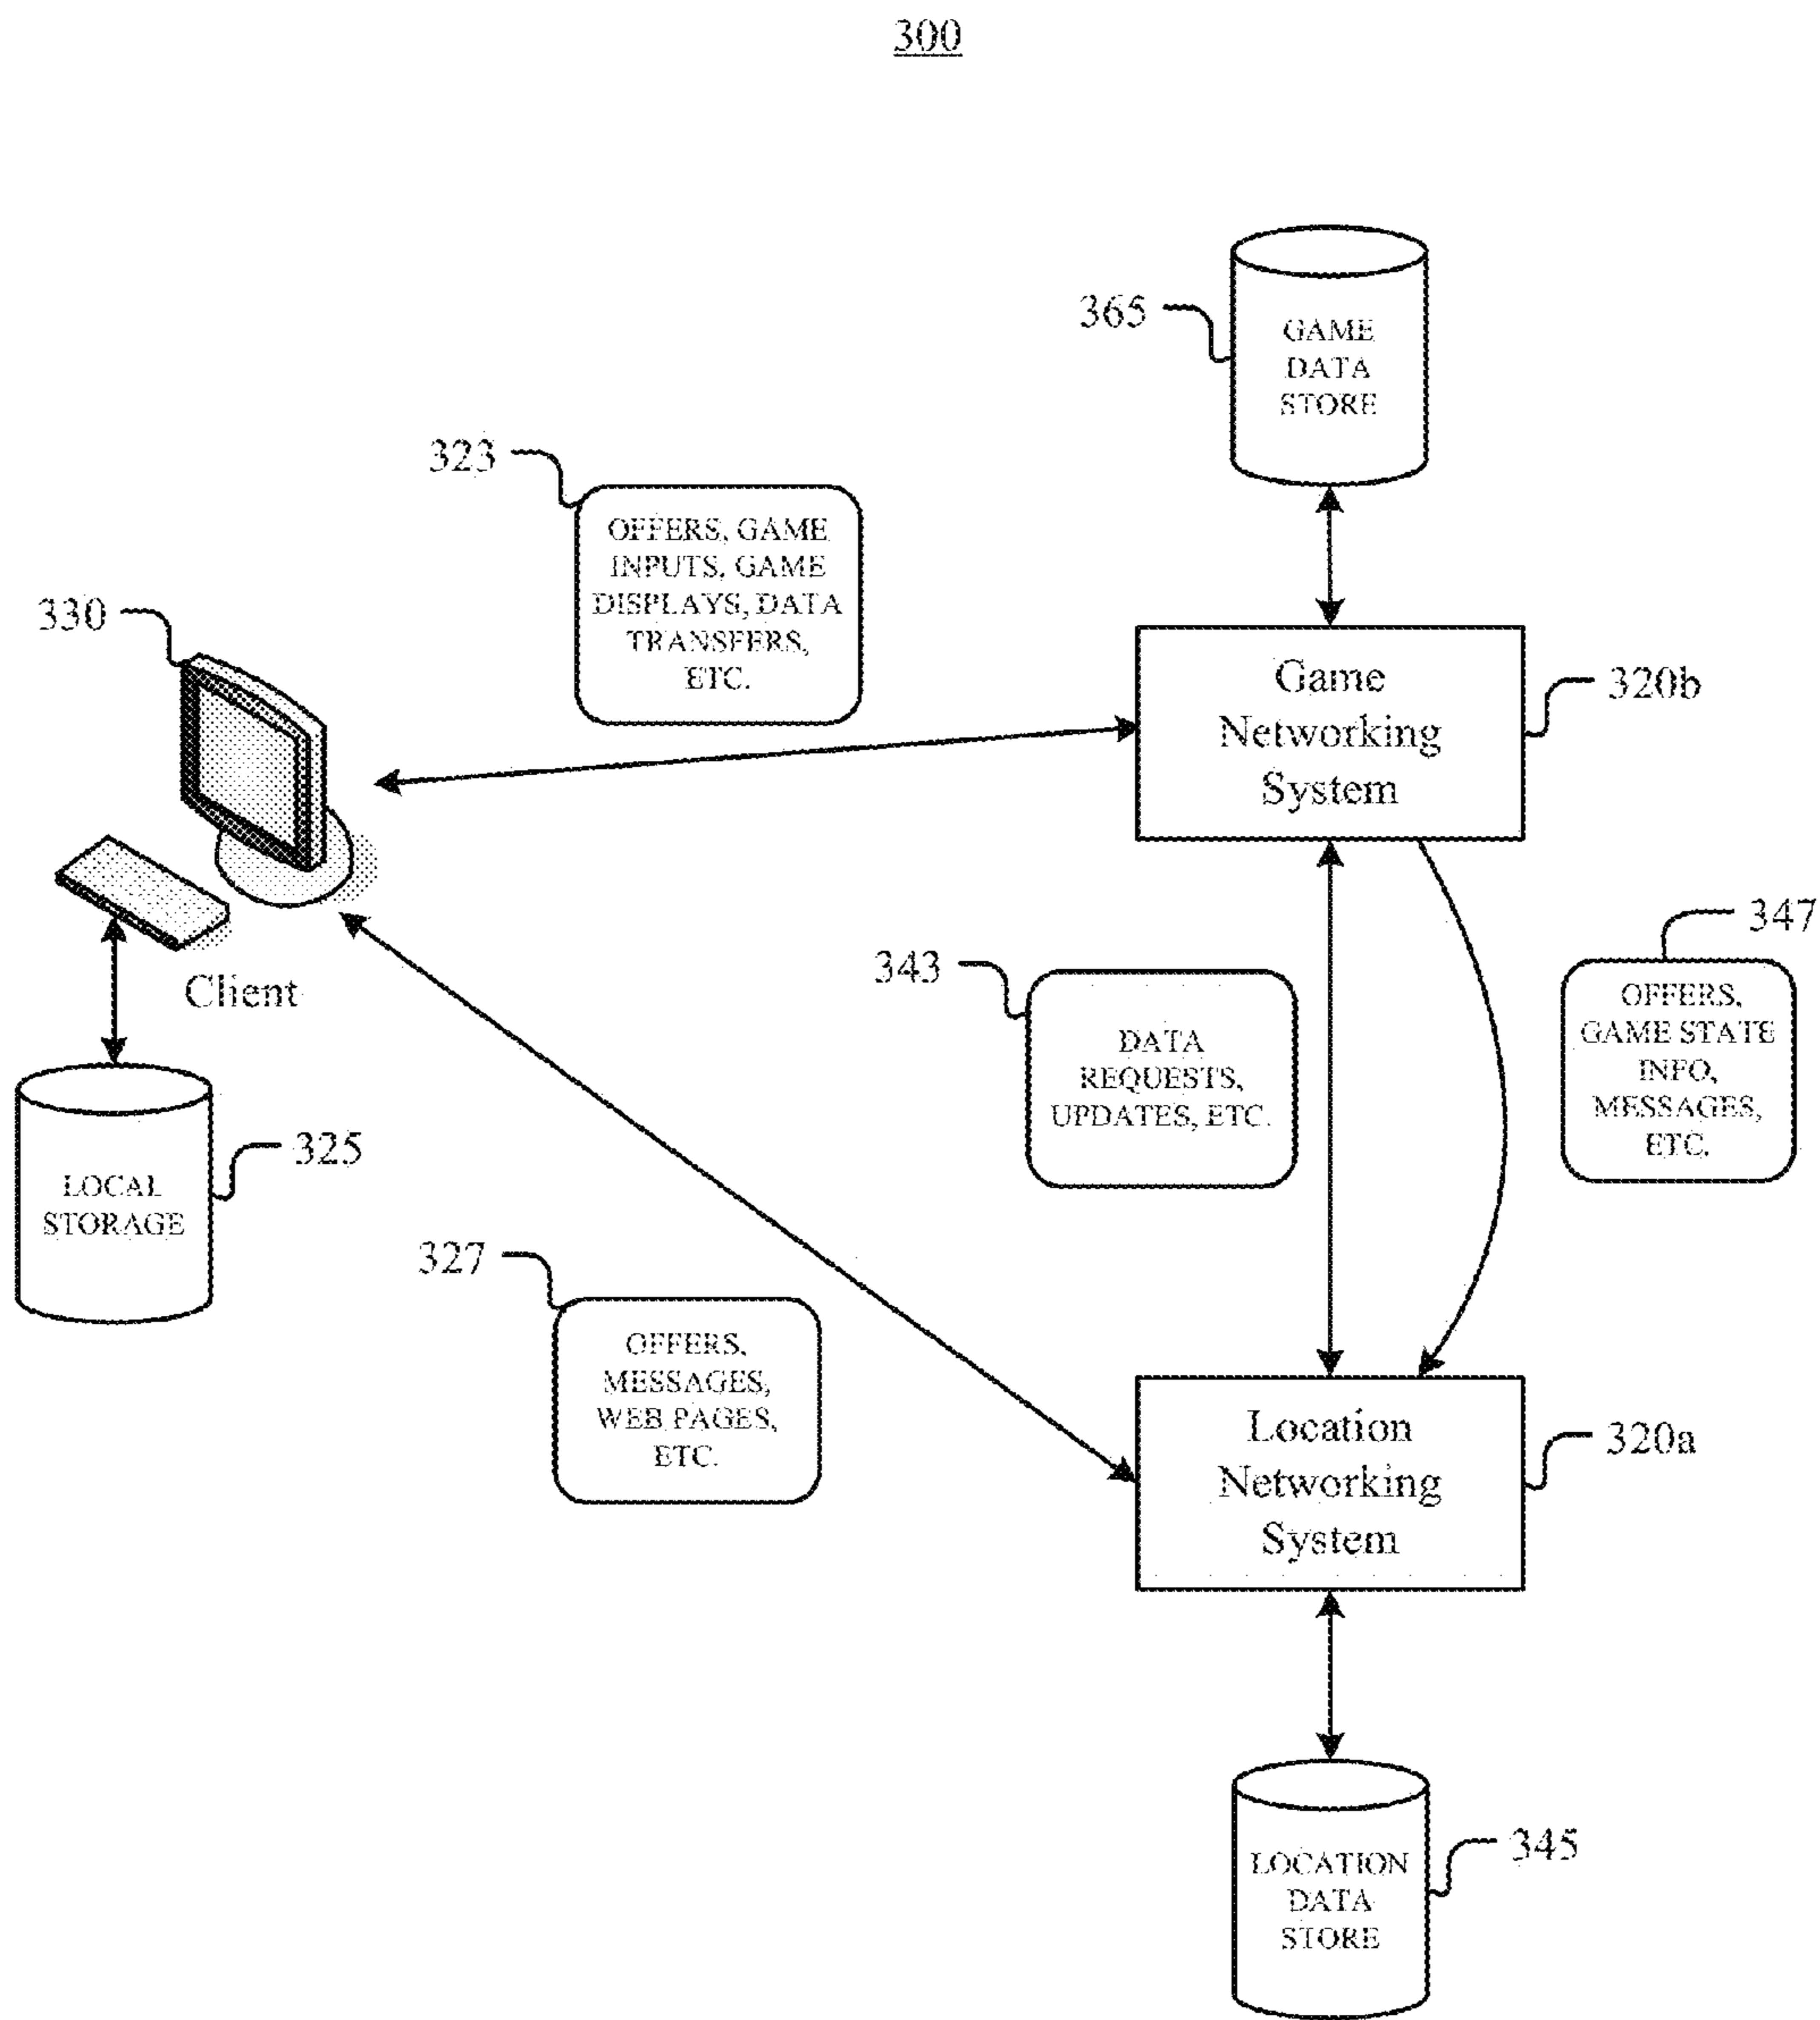 300
365
GAME
DATA
STORE
323
OFFERS, GAME
INPUTS, GAME
DISPLAYS, DATA
TRANSFERS,
ETC.
330
Game
Networking
System
320b
Client
343
DATA
REQUESTS,
UPDATES, ETC.
347
OFFERS,
GAME STATE
INFO,
MESSAGES,
ETC.
LOCAL
STORAGE
325
327
OFFERS,
MESSAGES,
WEB PAGES,
ETC.
Location
Networking
System
320a
LOCATION
DATA
STORE
345